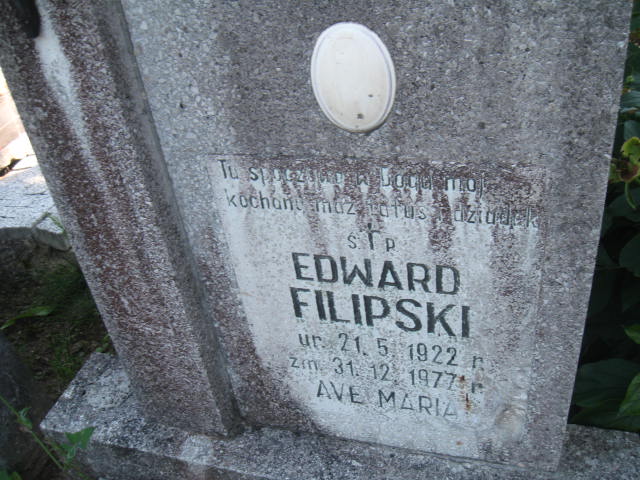 Tu spoczywa w Bogu mój
kochany mąż tatuś i dziadek
ś. † p.
EDWARD
FILIPSKI
ur. 21. 5. 1922 r.
zm. 31. 12. 1977 r.
AVE MARIA